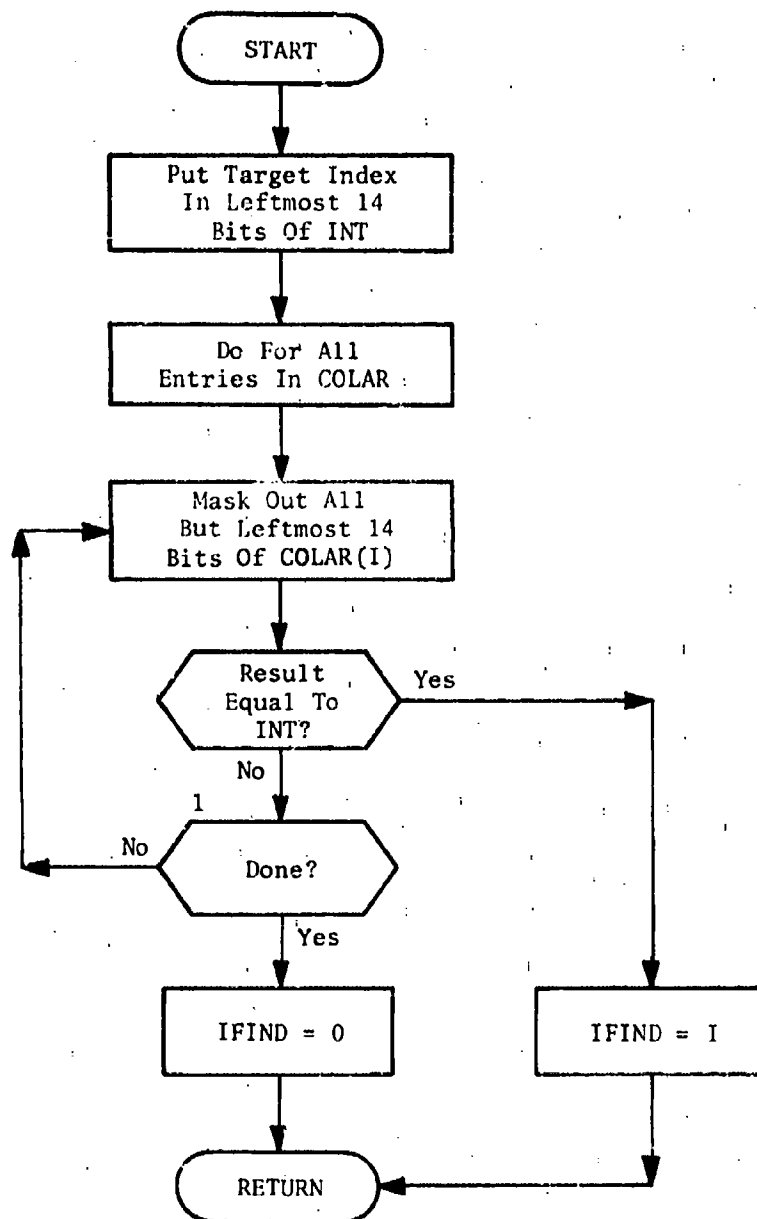 START
Put Target Index
In Leftmost 14
Bits Of INT
Do For All
Entries In COLAR
Mask Out All
But Leftmost 14
Bits Of COLAR(I)
Result
Equal To
INT?
Yes
No
1
No
Done?
Yes
IFIND = 0
IFIND = I
RETURN